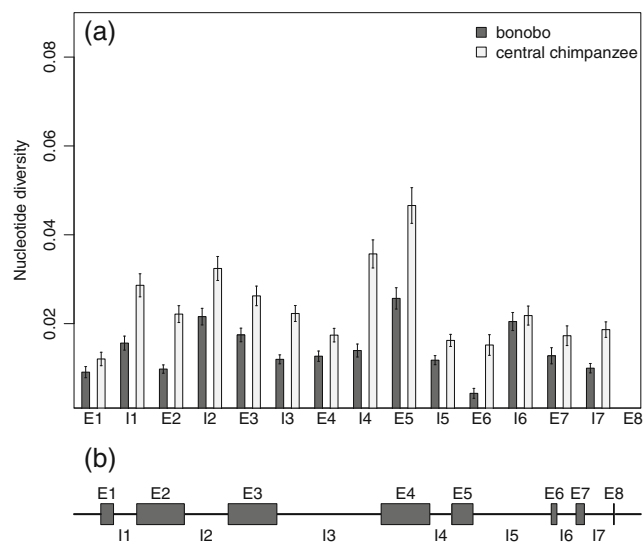 (a)
bonobo
central chimpanzee
Nucleotide diversity
0.08
0.06
0.04
0.02
E1 I1 E2 I2 E3 I3 E4 I4 E5 I5 E6 I6 E7 I7 E8
(b)
E1 E2 E3 E4 E5 E6 E7 E8
I1 I2 I3 I4 I5 I6 I7